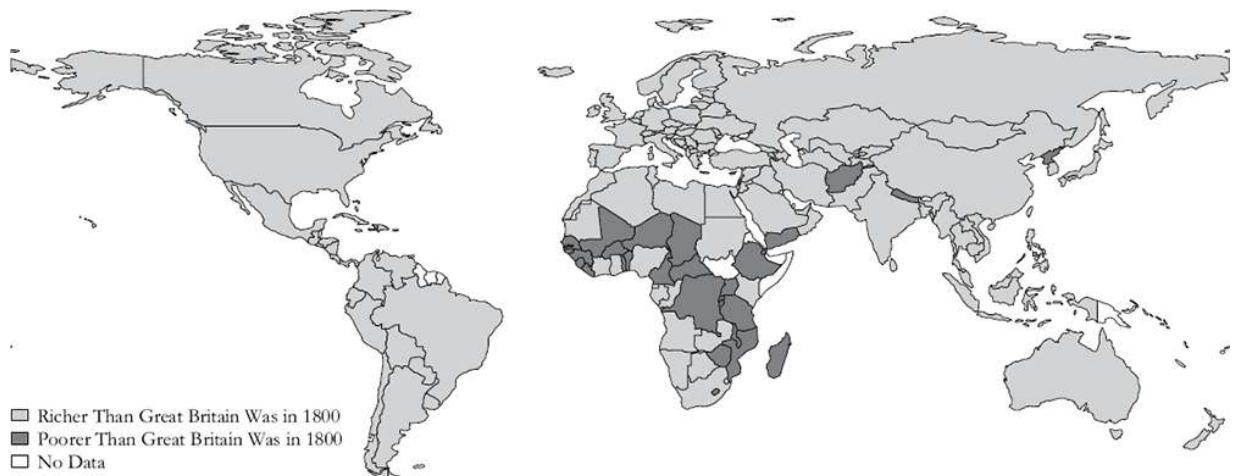 Richer Than Great Britain Was in 1800
Poorer Than Great Britain Was in 1800
No Data